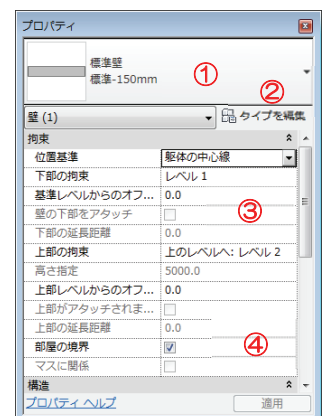 プロパティ
標準壁
標準-150mm
①
②
壁 (1)
タイプを編集
拘束
位置基準 躯体の中心線
下部の拘束 レベル 1
基準レベルからのオフ... 0.0
③
壁の下部をアタッチ
下部の延長距離 0.0
上部の拘束 上のレベルへ: レベル 2
高さ指定 5000.0
上部レベルからのオフ... 0.0
上部がアタッチされま...
上部の延長距離 0.0
④
部屋の境界
マスに関係
構造
プロパティ ヘルプ
適用